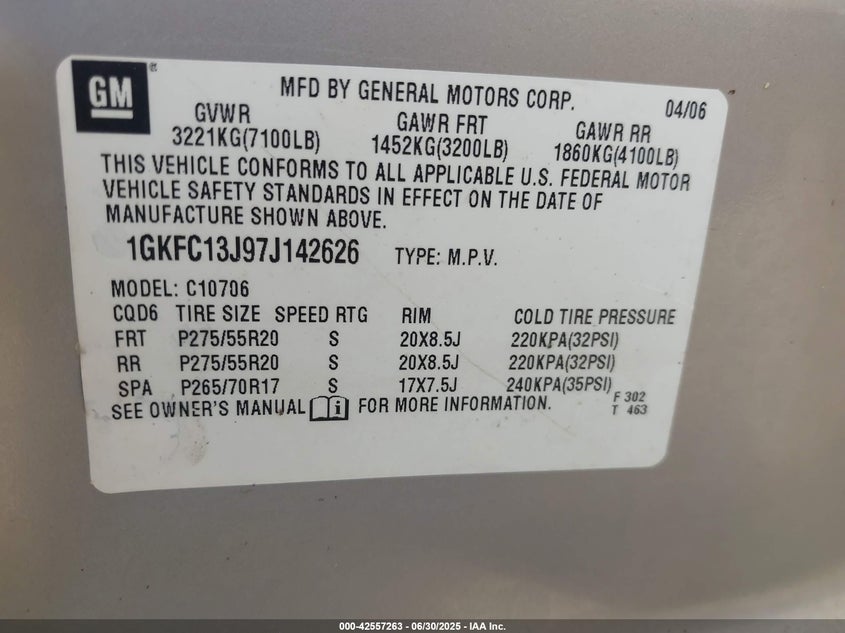 GM ®
MFD BY GENERAL MOTORS CORP. 04/06
GVWR GAWR FRT GAWR RR
3221KG(7100LB) 1452KG(3200LB) 1860KG(4100LB)
THIS VEHICLE CONFORMS TO ALL APPLICABLE U.S. FEDERAL MOTOR
VEHICLE SAFETY STANDARDS IN EFFECT ON THE DATE OF
MANUFACTURE SHOWN ABOVE.
1GKFC13J97J142626 TYPE: M.P.V.
MODEL: C10706
CQD6 TIRE SIZE SPEED RTG RIM COLD TIRE PRESSURE
FRT P275/55R20 S 20X8.5J 220KPA(32PSI)
RR P275/55R20 S 20X8.5J 220KPA(32PSI)
SPA P265/70R17 S 17X7.5J 240KPA(35PSI)
SEE OWNER'S MANUAL i FOR MORE INFORMATION. F 302
T 463
000-42557263 - 06/30/2025 - IAA Inc.